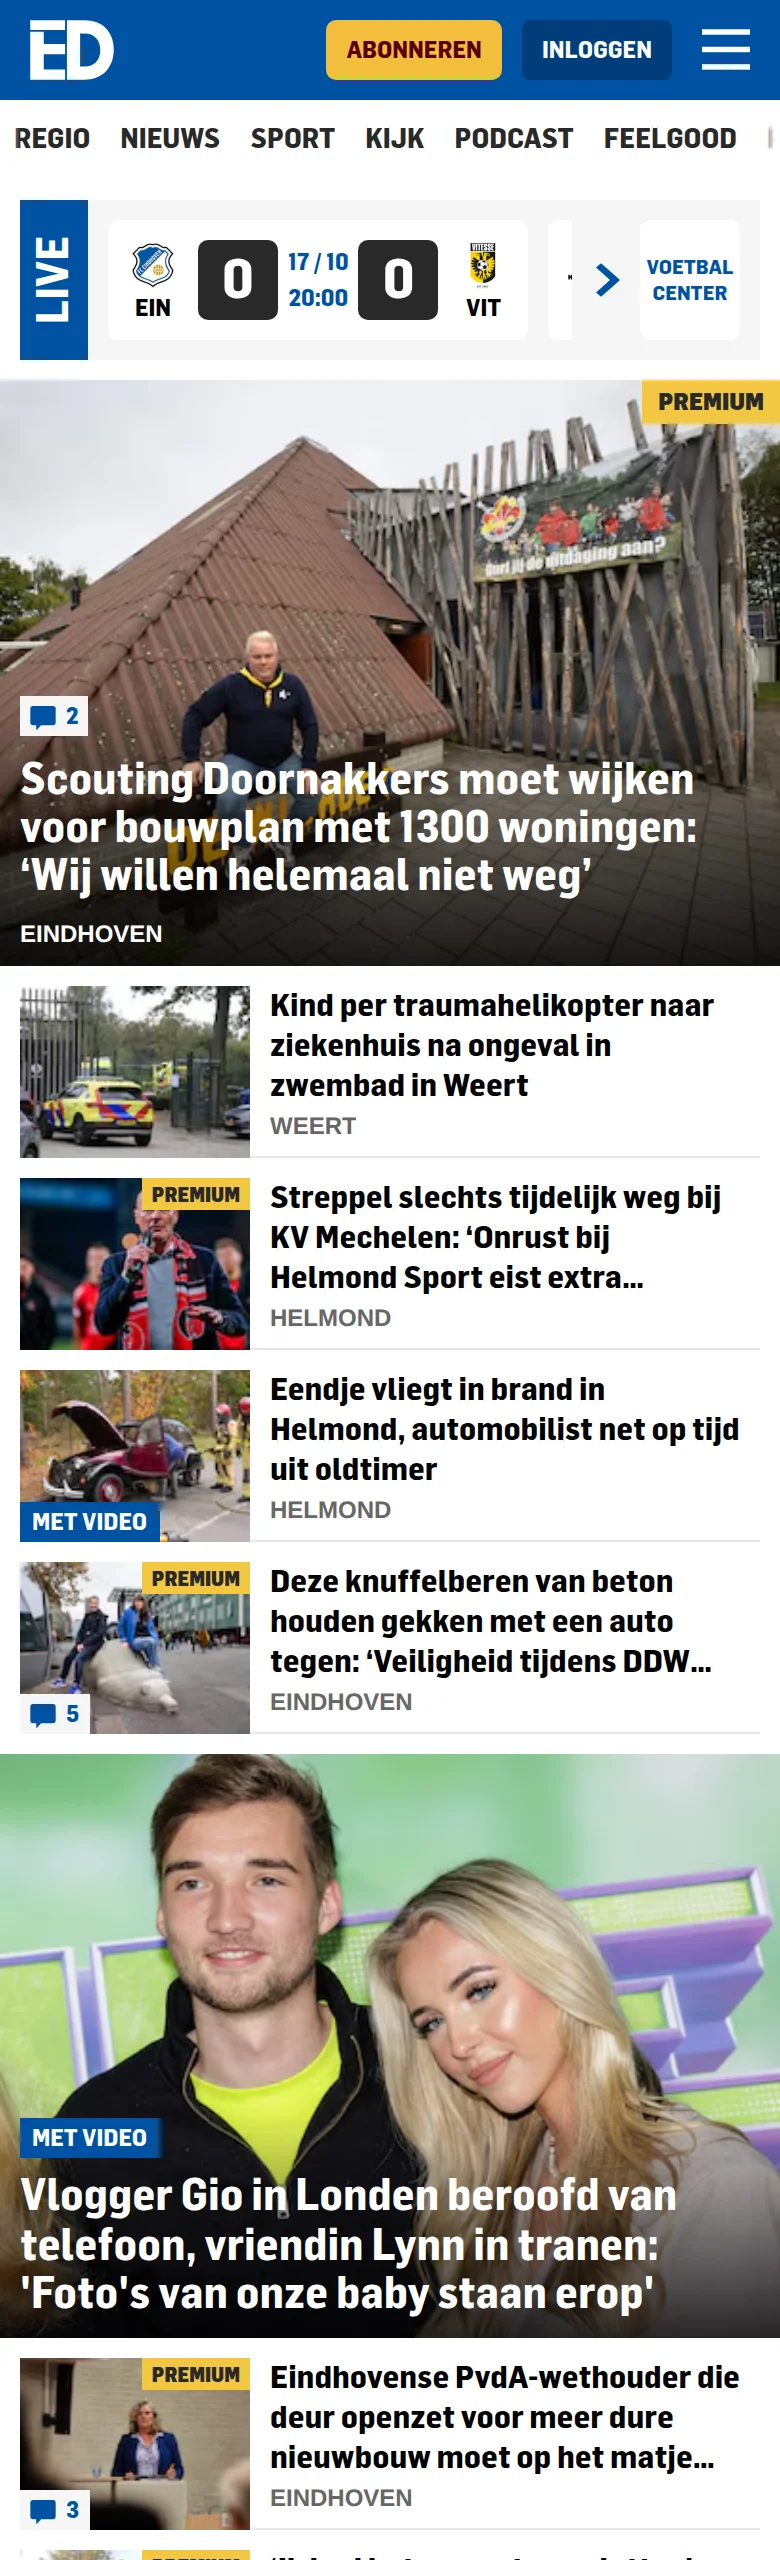 ED
ABONNEREN
INLOGGEN
REGIO NIEUWS SPORT KIJK PODCAST FEELGOOD
LIVE
EIN
0
17 / 10
20:00
0
VITESSE
VIT
VOETBAL
CENTER
PREMIUM
Durf jij de uitdaging aan?
2
Scouting Doornakkers moet wijken
voor bouwplan met 1300 woningen:
‘Wij willen helemaal niet weg’
EINDHOVEN
Kind per traumahelikopter naar
ziekenhuis na ongeval in
zwembad in Weert
WEERT
PREMIUM
Streppel slechts tijdelijk weg bij
KV Mechelen: ‘Onrust bij
Helmond Sport eist extra...
HELMOND
Eendje vliegt in brand in
Helmond, automobilist net op tijd
uit oldtimer
MET VIDEO
HELMOND
PREMIUM
Deze knuffelberen van beton
houden gekken met een auto
tegen: ‘Veiligheid tijdens DDW...
5
EINDHOVEN
MET VIDEO
Vlogger Gio in Londen beroofd van
telefoon, vriendin Lynn in tranen:
'Foto's van onze baby staan erop'
PREMIUM
Eindhovense PvdA-wethouder die
deur openzet voor meer dure
nieuwbouw moet op het matje...
3
EINDHOVEN
PREMIUM